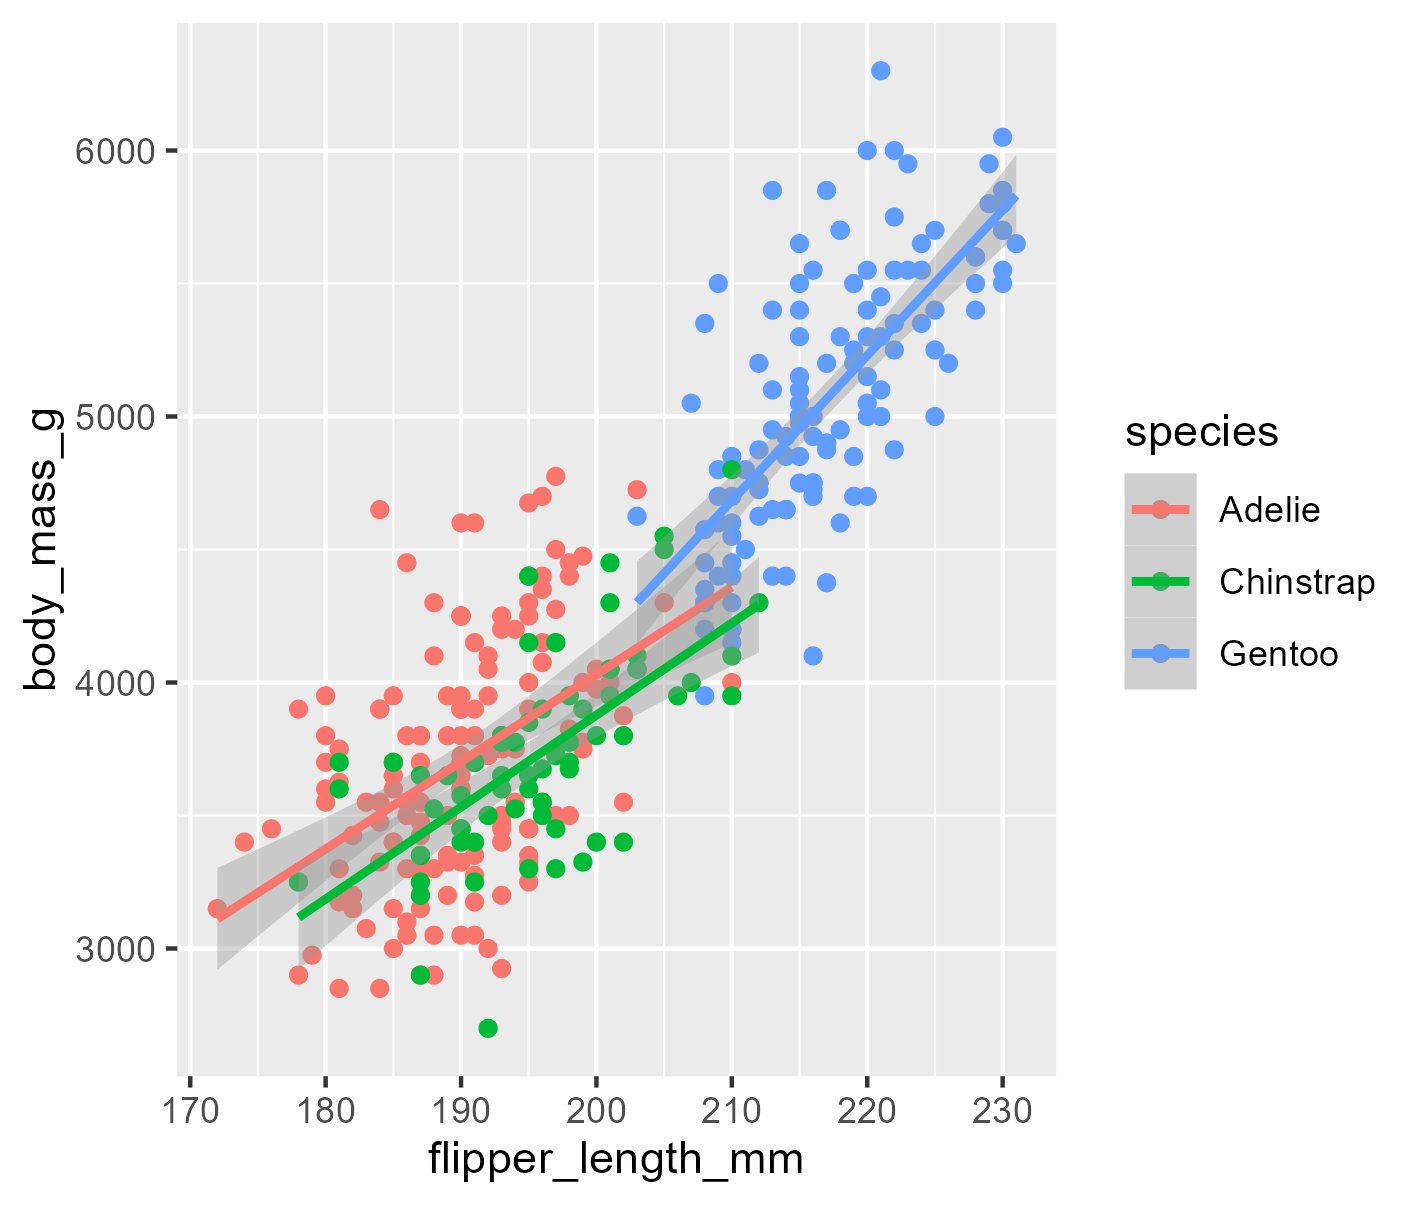 6000
5000
4000
3000
body_mass_g
170 180 190 200 210 220 230
flipper_length_mm
species
Adelie
Chinstrap
Gentoo